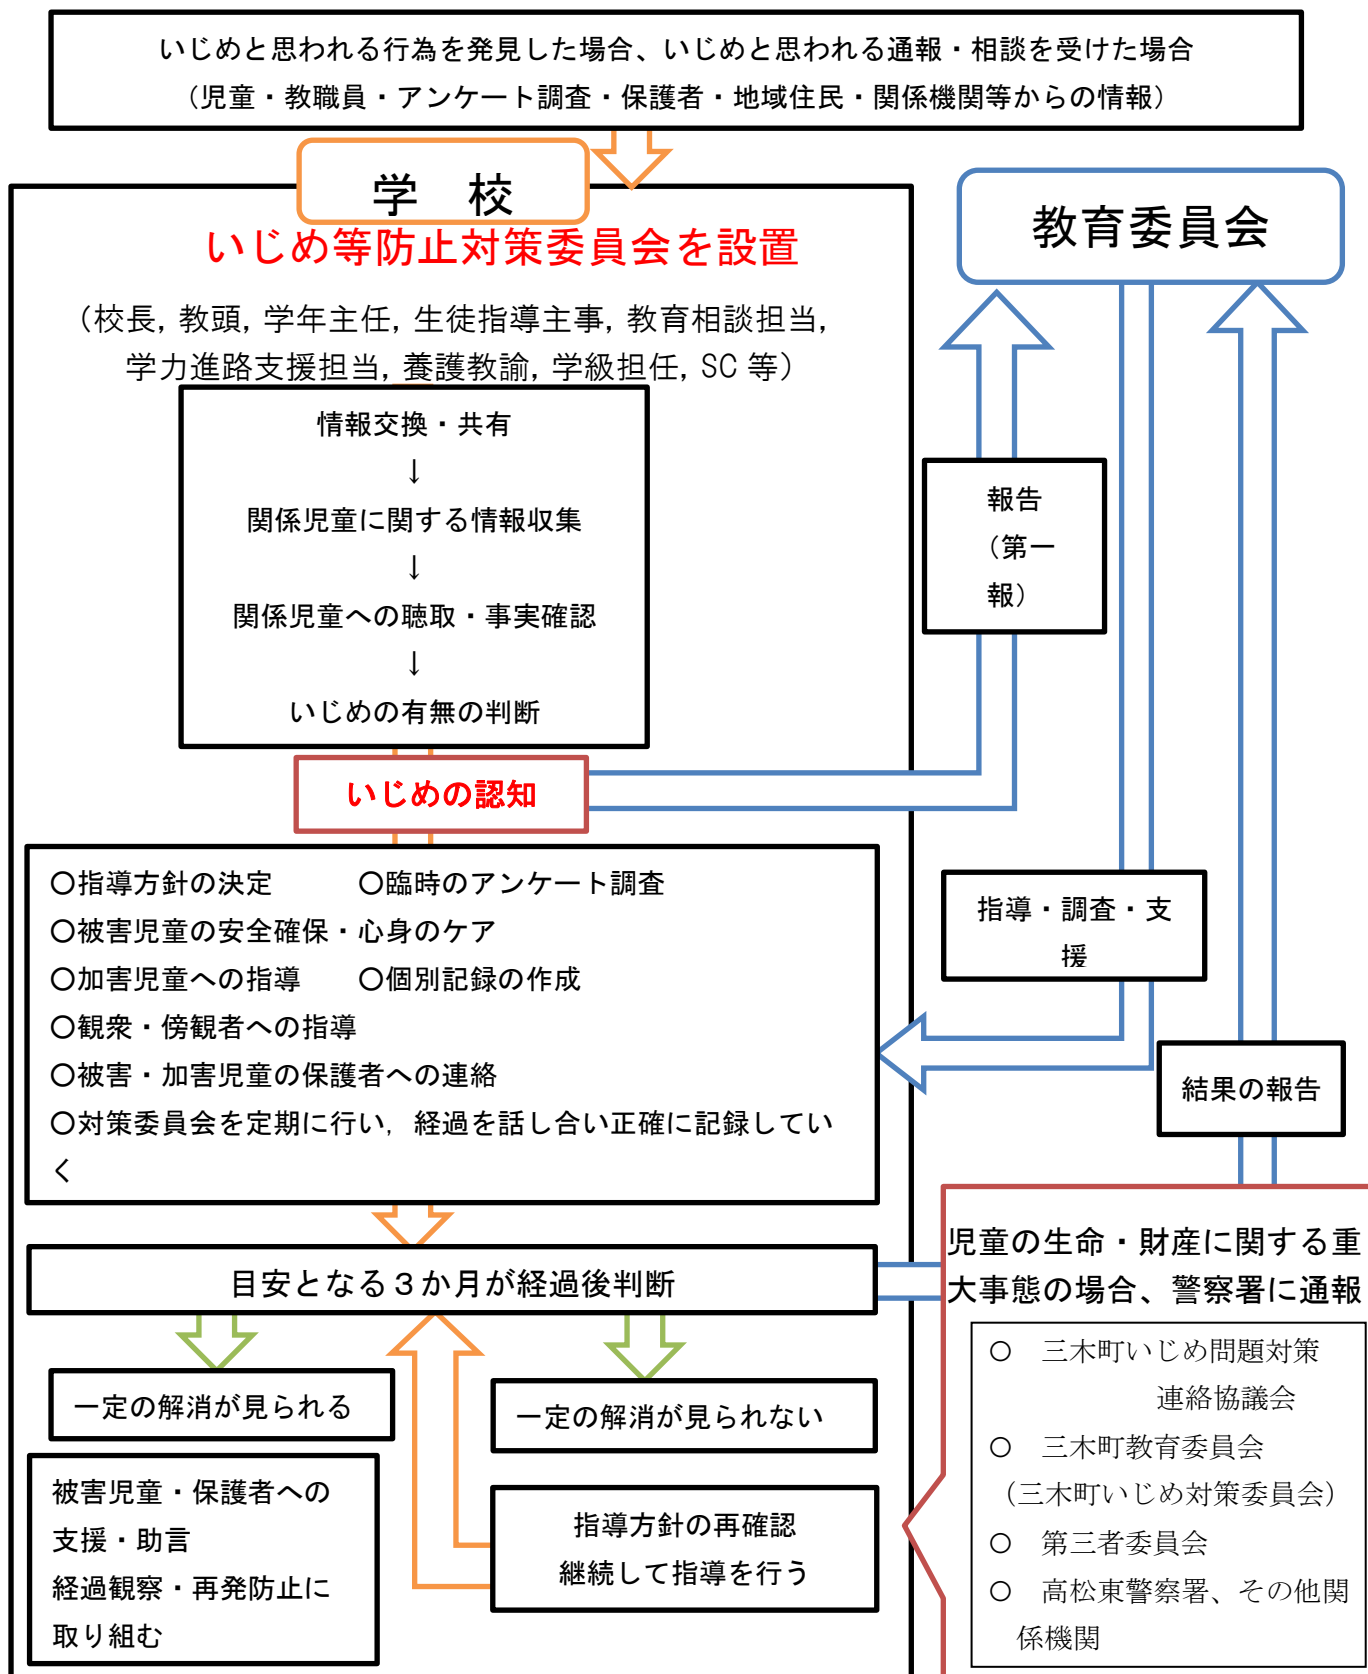 いじめと思われる行為を発見した場合、いじめと思われる通報・相談を受けた場合
（児童・教職員・アンケート調査・保護者・地域住民・関係機関等からの情報）
学　校
いじめ等防止対策委員会を設置
（校長，教頭，学年主任，生徒指導主事，教育相談担当，
学力進路支援担当，養護教諭，学級担任，SC 等）
情報交換・共有
↓
関係児童に関する情報収集
↓
関係児童への聴取・事実確認
↓
いじめの有無の判断
いじめの認知
教育委員会
報告
（第一
報）
〇指導方針の決定　　　〇臨時のアンケート調査
〇被害児童の安全確保・心身のケア
〇加害児童への指導　　〇個別記録の作成
〇観衆・傍観者への指導
〇被害・加害児童の保護者への連絡
〇対策委員会を定期に行い，経過を話し合い正確に記録してい
く
指導・調査・支
援
結果の報告
目安となる３か月が経過後判断
一定の解消が見られる
一定の解消が見られない
被害児童・保護者への
支援・助言
経過観察・再発防止に
取り組む
指導方針の再確認
継続して指導を行う
児童の生命・財産に関する重
大事態の場合、警察署に通報
○　三木町いじめ問題対策
連絡協議会
○　三木町教育委員会
（三木町いじめ対策委員会）
○　第三者委員会
○　高松東警察署、その他関
係機関